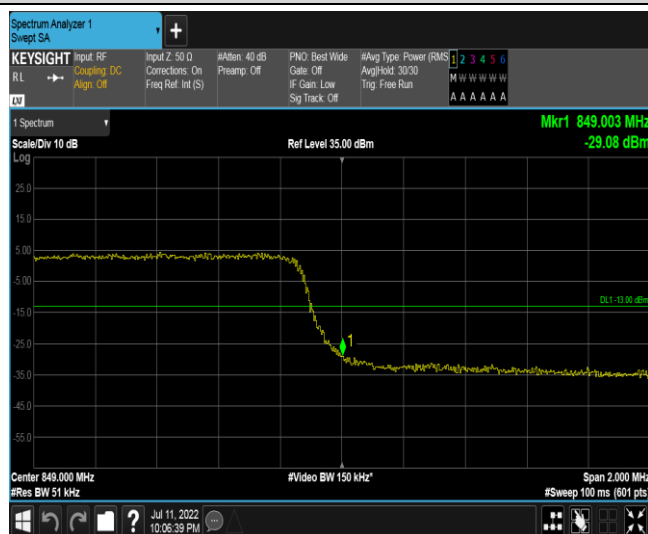 Spectrum Analyzer 1
Swept SA
+
KEYSIGHT
RL
LXI
Input: RF
Coupling: DC
Align: Off
Input Z: 50 Ω
Corrections: On
Freq Ref: Int (S)
#Atten: 40 dB
Preamp: Off
PNO: Best Wide
Gate: Off
IF Gain: Low
Sig Track: Off
#Avg Type: Power (RMS
Avg|Hold: 30/30
Trig: Free Run
1 2 3 4 5 6
M W W W W W
A A A A A A
1 Spectrum
Scale/Div 10 dB
Ref Level 35.00 dBm
Mkr1 849.003 MHz
-29.08 dBm
Log
25.0
15.0
5.00
-5.00
-15.0
-25.0
-35.0
-45.0
-55.0
DL1 -13.00 dBm
1
Center 849.000 MHz
#Res BW 51 kHz
#Video BW 150 kHz*
Span 2.000 MHz
#Sweep 100 ms (601 pts)
?
Jul 11, 2022
10:06:39 PM